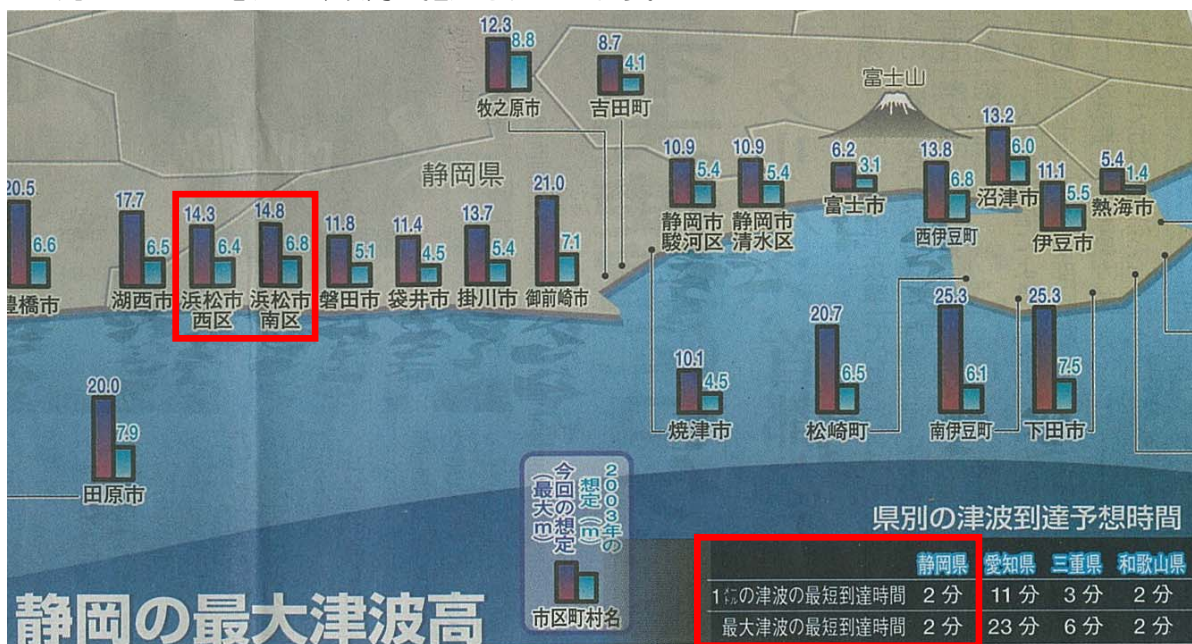 12.3
8.8
牧之原市
8.7
4.1
吉田町
富士山
静岡県
20.5
6.6
豊橋市
17.7
6.5
湖西市
14.3
6.4
浜松市
西区
14.8
6.8
浜松市
南区
11.8
5.1
磐田市
11.4
4.5
袋井市
13.7
5.4
掛川市
21.0
7.1
御前崎市
10.9
5.4
静岡市
駿河区
10.9
5.4
静岡市
清水区
6.2
3.1
富士市
13.8
6.8
西伊豆町
13.2
6.0
沼津市
11.1
5.5
伊豆市
5.4
1.4
熱海市
20.0
7.9
田原市
10.1
4.5
焼津市
20.7
6.5
松崎町
25.3
6.1
南伊豆町
25.3
7.5
下田市
2003年の
想定(m)
今回の想定
(最大m)
市区町村名
静岡の最大津波高
県別の津波到達予想時間
静岡県 愛知県 三重県 和歌山県
1㍍の津波の最短到達時間 2分 11分 3分 2分
最大津波の最短到達時間 2分 23分 6分 2分